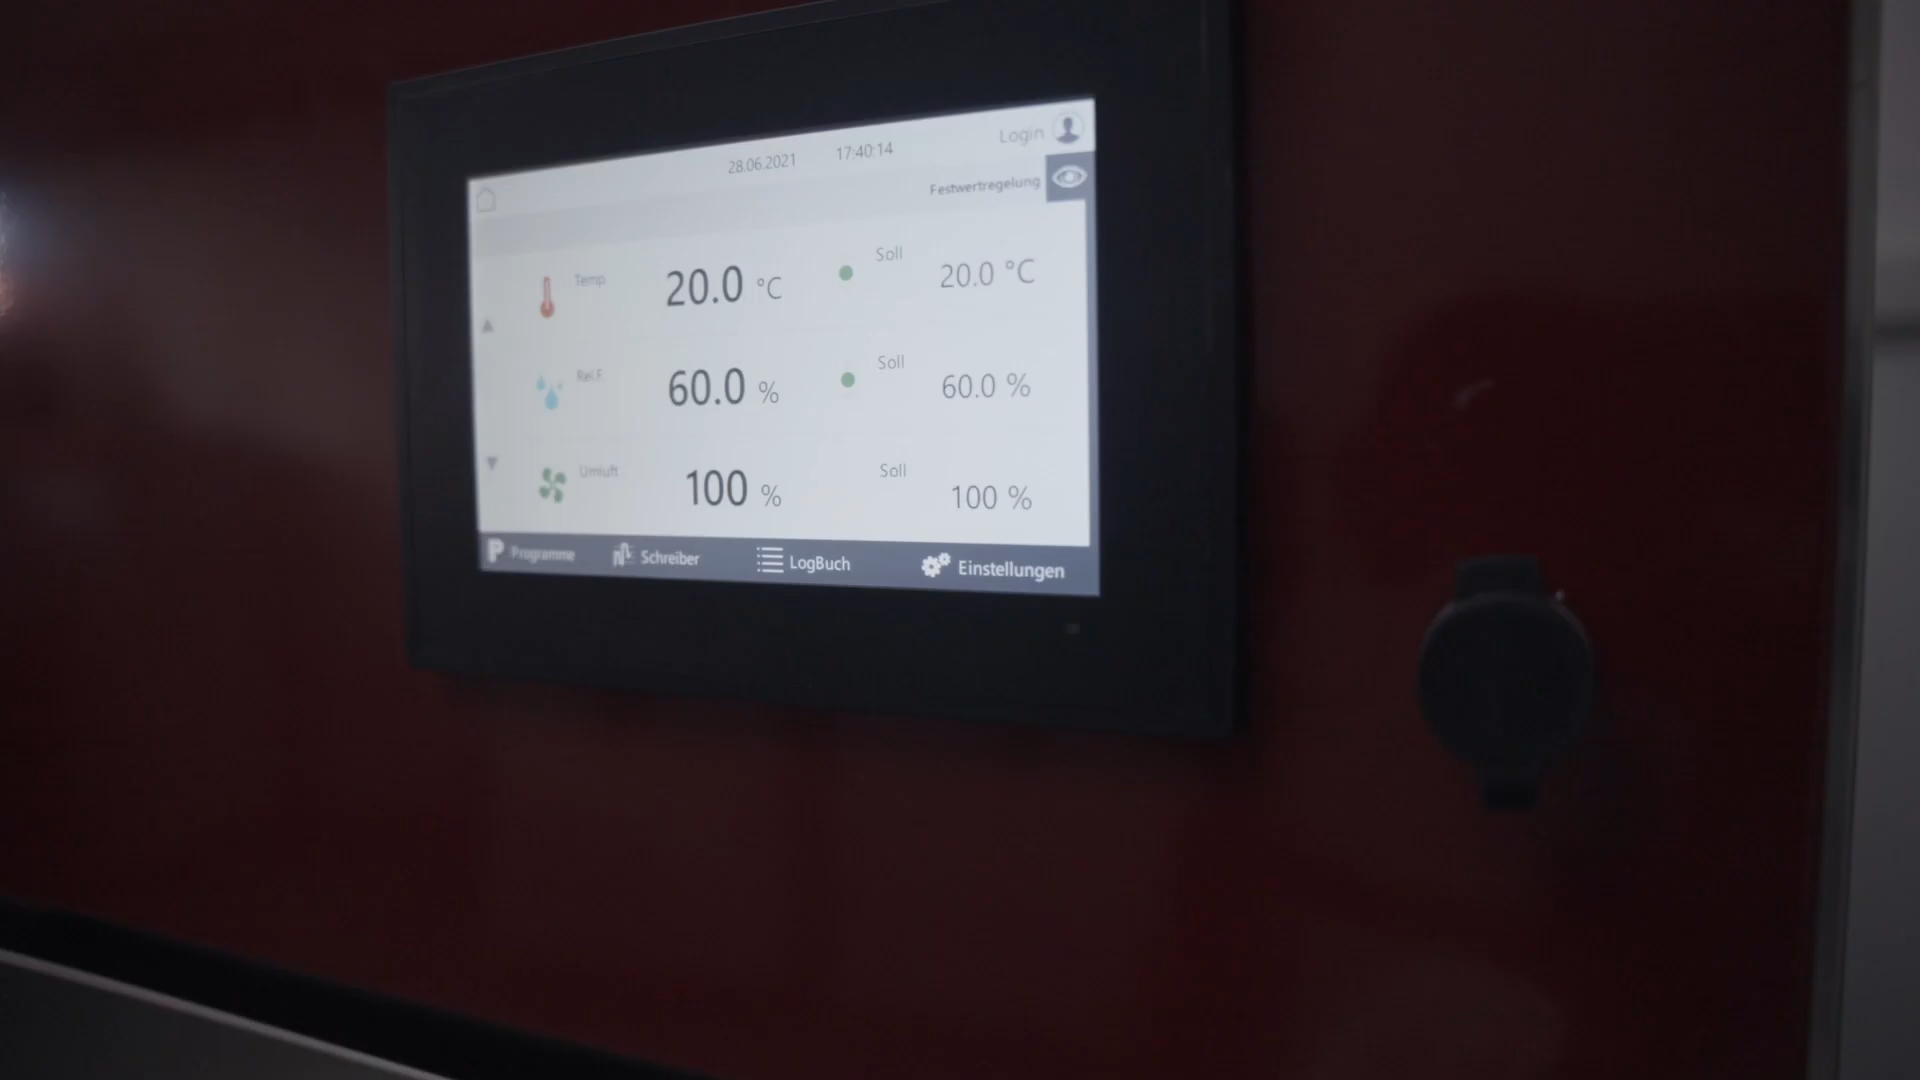 28.06.2021 17:40:14 Login
Festwertregelung
Temp 20.0 °C Soll 20.0 °C
Rel.F. 60.0 % Soll 60.0 %
Umluft 100 % Soll 100 %
Programme Schreiber LogBuch Einstellungen